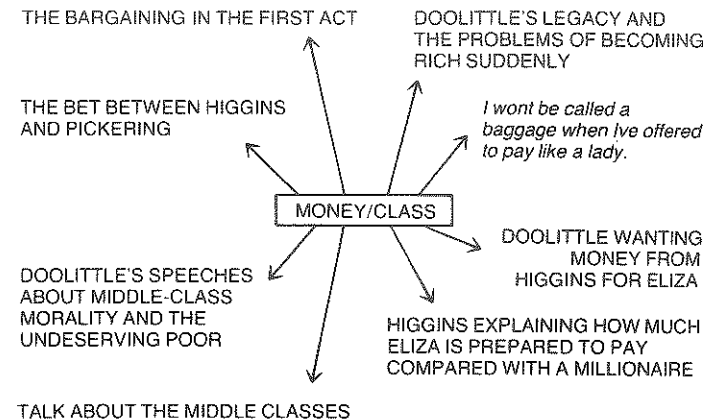 THE BARGAINING IN THE FIRST ACT
DOOLITTLE'S LEGACY AND
THE PROBLEMS OF BECOMING
RICH SUDDENLY
THE BET BETWEEN HIGGINS
AND PICKERING
I wont be called a
baggage when Ive offered
to pay like a lady.
MONEY/CLASS
DOOLITTLE WANTING
MONEY FROM
HIGGINS FOR ELIZA
DOOLITTLE'S SPEECHES
ABOUT MIDDLE-CLASS
MORALITY AND THE
UNDESERVING POOR
HIGGINS EXPLAINING HOW MUCH
ELIZA IS PREPARED TO PAY
COMPARED WITH A MILLIONAIRE
TALK ABOUT THE MIDDLE CLASSES